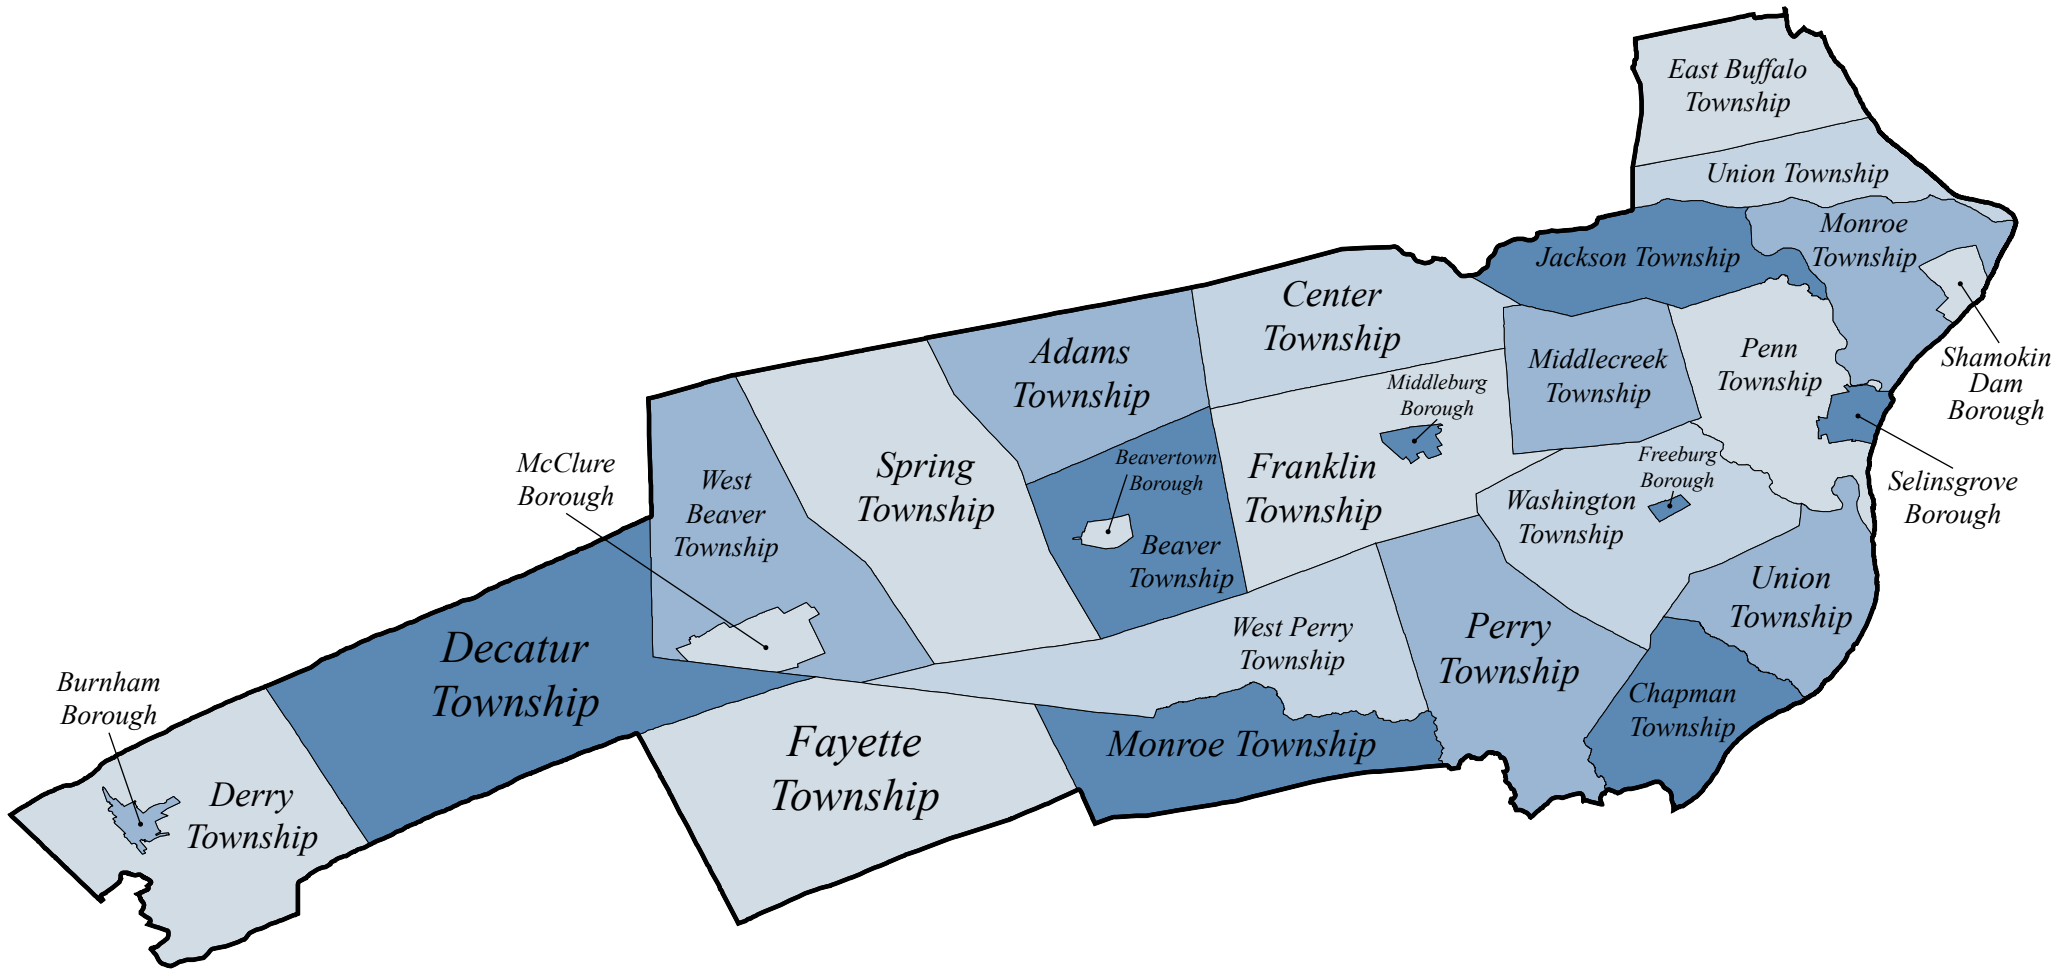 East Buffalo
Township
Union Township
Monroe
Township
Jackson Township
Shamokin
Dam
Borough
Center
Township
Adams
Township
Middlecreek
Township
Penn
Township
Middleburg
Borough
Franklin
Township
Selinsgrove
Borough
Freeburg
Borough
Washington
Township
Beavertown
Borough
Beaver
Township
Spring
Township
West
Beaver
Township
McClure
Borough
Union
Township
West Perry
Township
Perry
Township
Chapman
Township
Decatur
Township
Monroe Township
Fayette
Township
Burnham
Borough
Derry
Township